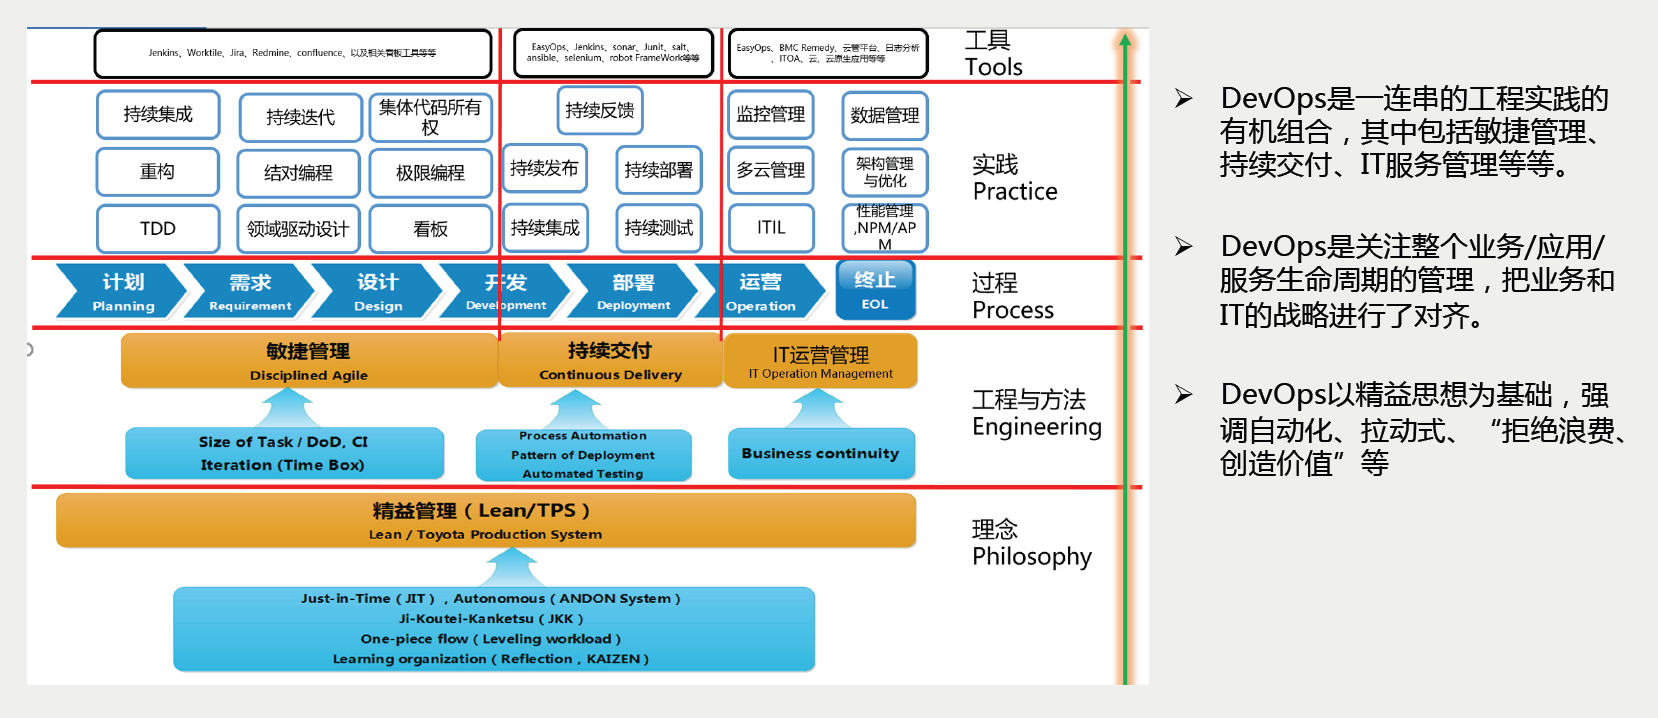 Jenkins、Worktile、Jira、Redmine、confluence、以及相关看板工具等等
EasyOps、Jenkins、sonar、Junit、salt、
ansible、selenium、robot FrameWork等等
EasyOps、BMC Remedy、云管平台、日志分析
、ITOA、云、云原生应用等等
工具
Tools
持续集成
持续迭代
集体代码所有
权
持续反馈
监控管理
数据管理
重构
结对编程
极限编程
持续发布
持续部署
多云管理
架构管理
与优化
实践
Practice
TDD
领域驱动设计
看板
持续集成
持续测试
ITIL
性能管理
,NPM/AP
M
计划
Planning
需求
Requirement
设计
Design
开发
Development
部署
Deployment
运营
Operation
终止
EOL
过程
Process
敏捷管理
Disciplined Agile
持续交付
Continuous Delivery
IT运营管理
IT Operation Management
Size of Task / DoD, CI
Iteration (Time Box)
Process Automation
Pattern of Deployment
Automated Testing
Business continuity
工程与方法
Engineering
精益管理（Lean/TPS）
Lean / Toyota Production System
理念
Philosophy
Just-in-Time（JIT），Autonomous（ANDON System）
Ji-Koutei-Kanketsu（JKK）
One-piece flow（Leveling workload）
Learning organization（Reflection，KAIZEN）
➢ DevOps是一连串的工程实践的
有机组合，其中包括敏捷管理、
持续交付、IT服务管理等等。
➢ DevOps是关注整个业务/应用/
服务生命周期的管理，把业务和
IT的战略进行了对齐。
➢ DevOps以精益思想为基础，强
调自动化、拉动式、“拒绝浪费、
创造价值”等